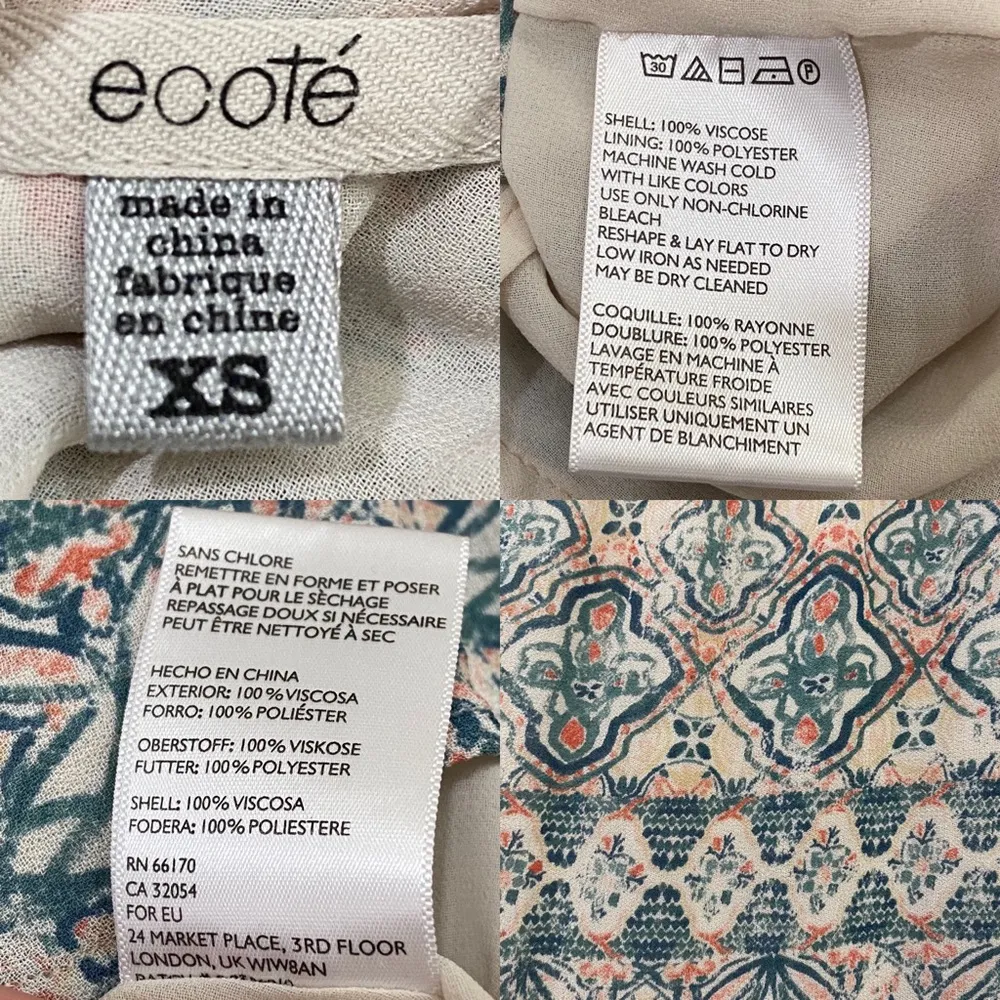 ecoté
made in
china
fabrique
en chine
XS
30
P
SHELL: 100% VISCOSE
LINING: 100% POLYESTER
MACHINE WASH COLD
WITH LIKE COLORS
USE ONLY NON-CHLORINE
BLEACH
RESHAPE & LAY FLAT TO DRY
LOW IRON AS NEEDED
MAY BE DRY CLEANED
COQUILLE: 100% RAYONNE
DOUBLURE: 100% POLYESTER
LAVAGE EN MACHINE À
TEMPÉRATURE FROIDE
AVEC COULEURS SIMILAIRES
UTILISER UNIQUEMENT UN
AGENT DE BLANCHIMENT
SANS CHLORE
REMETTRE EN FORME ET POSER
À PLAT POUR LE SÈCHAGE
REPASSAGE DOUX SI NÉCESSAIRE
PEUT ÊTRE NETTOYÉ À SEC
HECHO EN CHINA
EXTERIOR: 100% VISCOSA
FORRO: 100% POLIÉSTER
OBERSTOFF: 100% VISKOSE
FUTTER: 100% POLYESTER
SHELL: 100% VISCOSA
FODERA: 100% POLIESTERE
RN 66170
CA 32054
FOR EU
24 MARKET PLACE, 3RD FLOOR
LONDON, UK W1W8AN